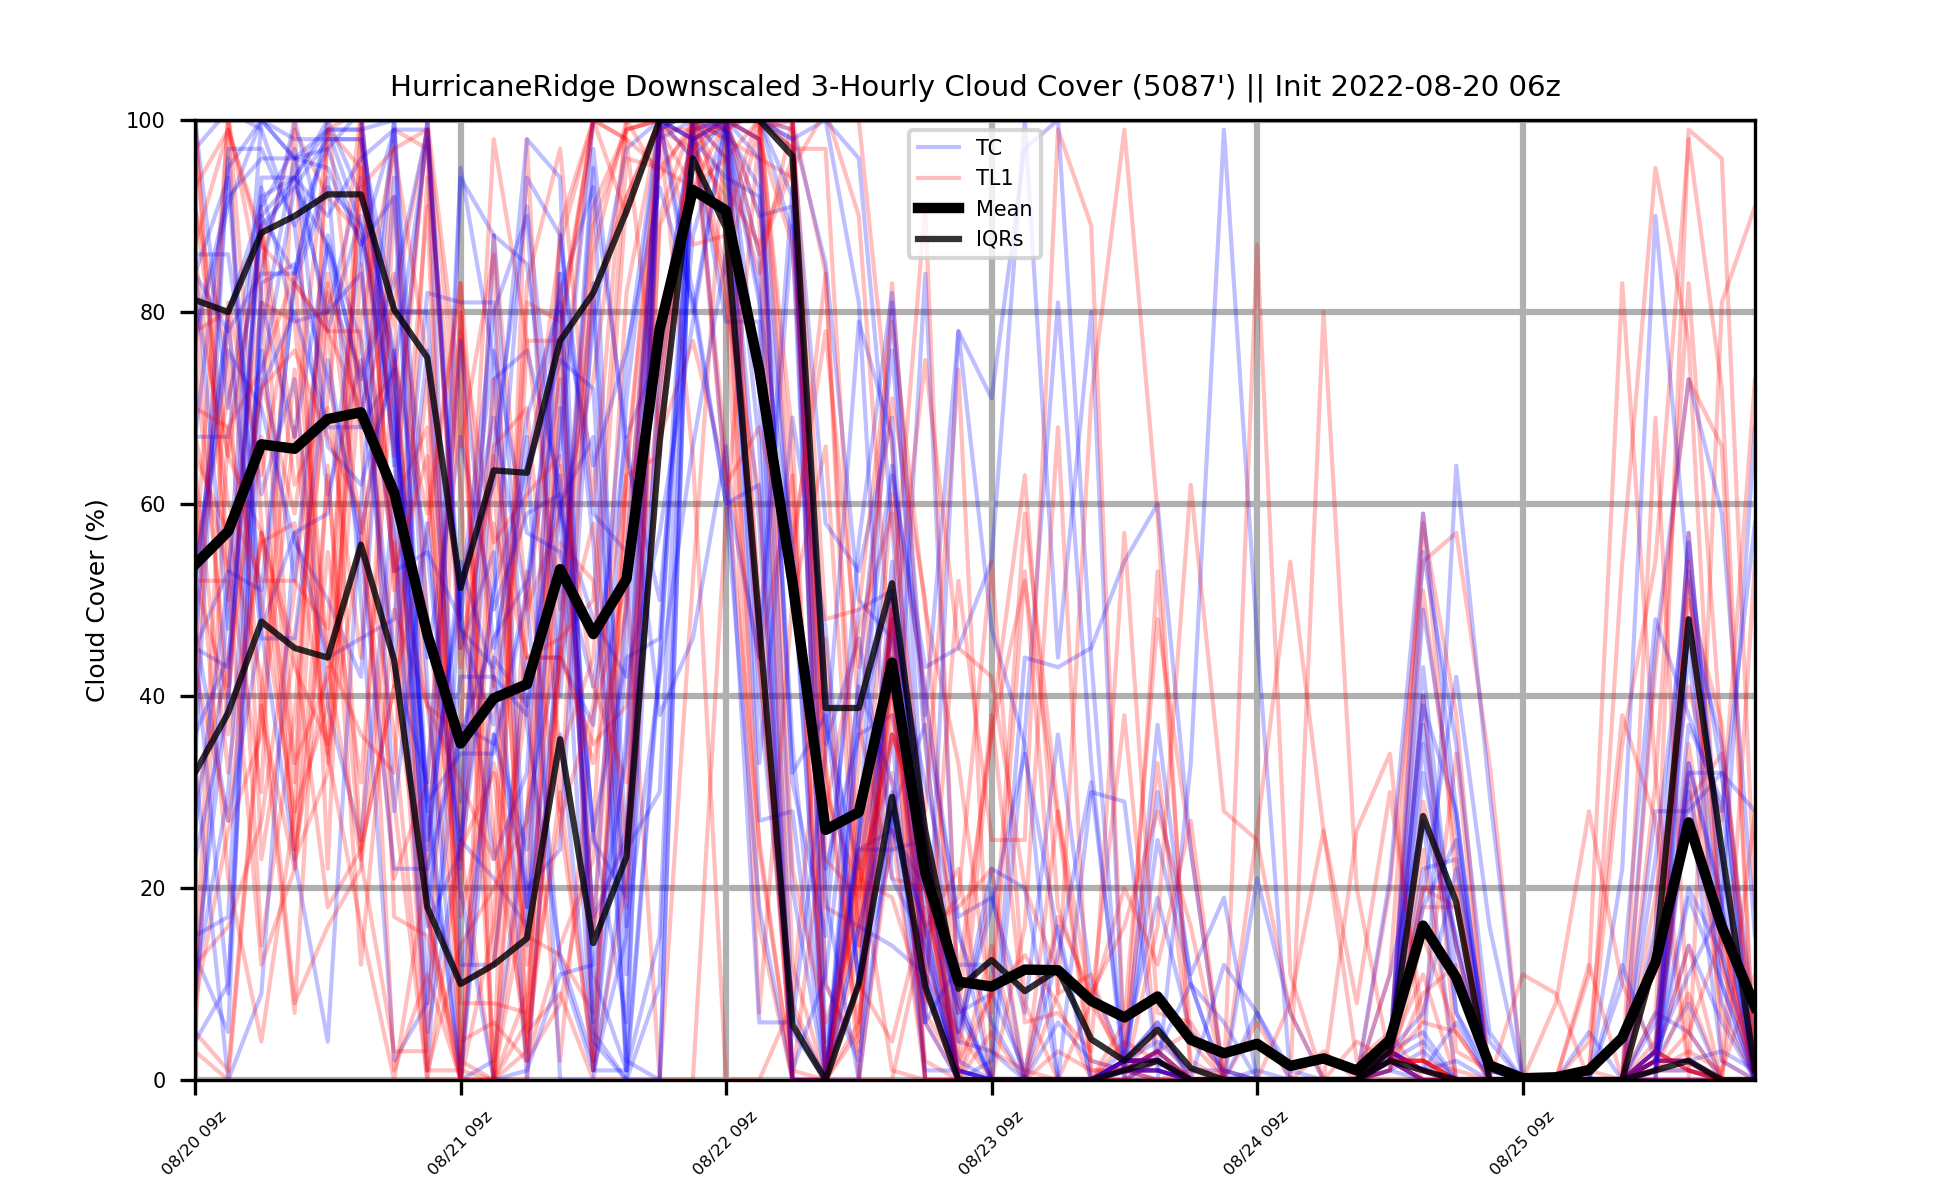 HurricaneRidge Downscaled 3-Hourly Cloud Cover (5087') || Init 2022-08-20 06z
TC
TL1
Mean
IQRs
Cloud Cover (%)
100
80
60
40
20
0
08/20 09z
08/21 09z
08/22 09z
08/23 09z
08/24 09z
08/25 09z